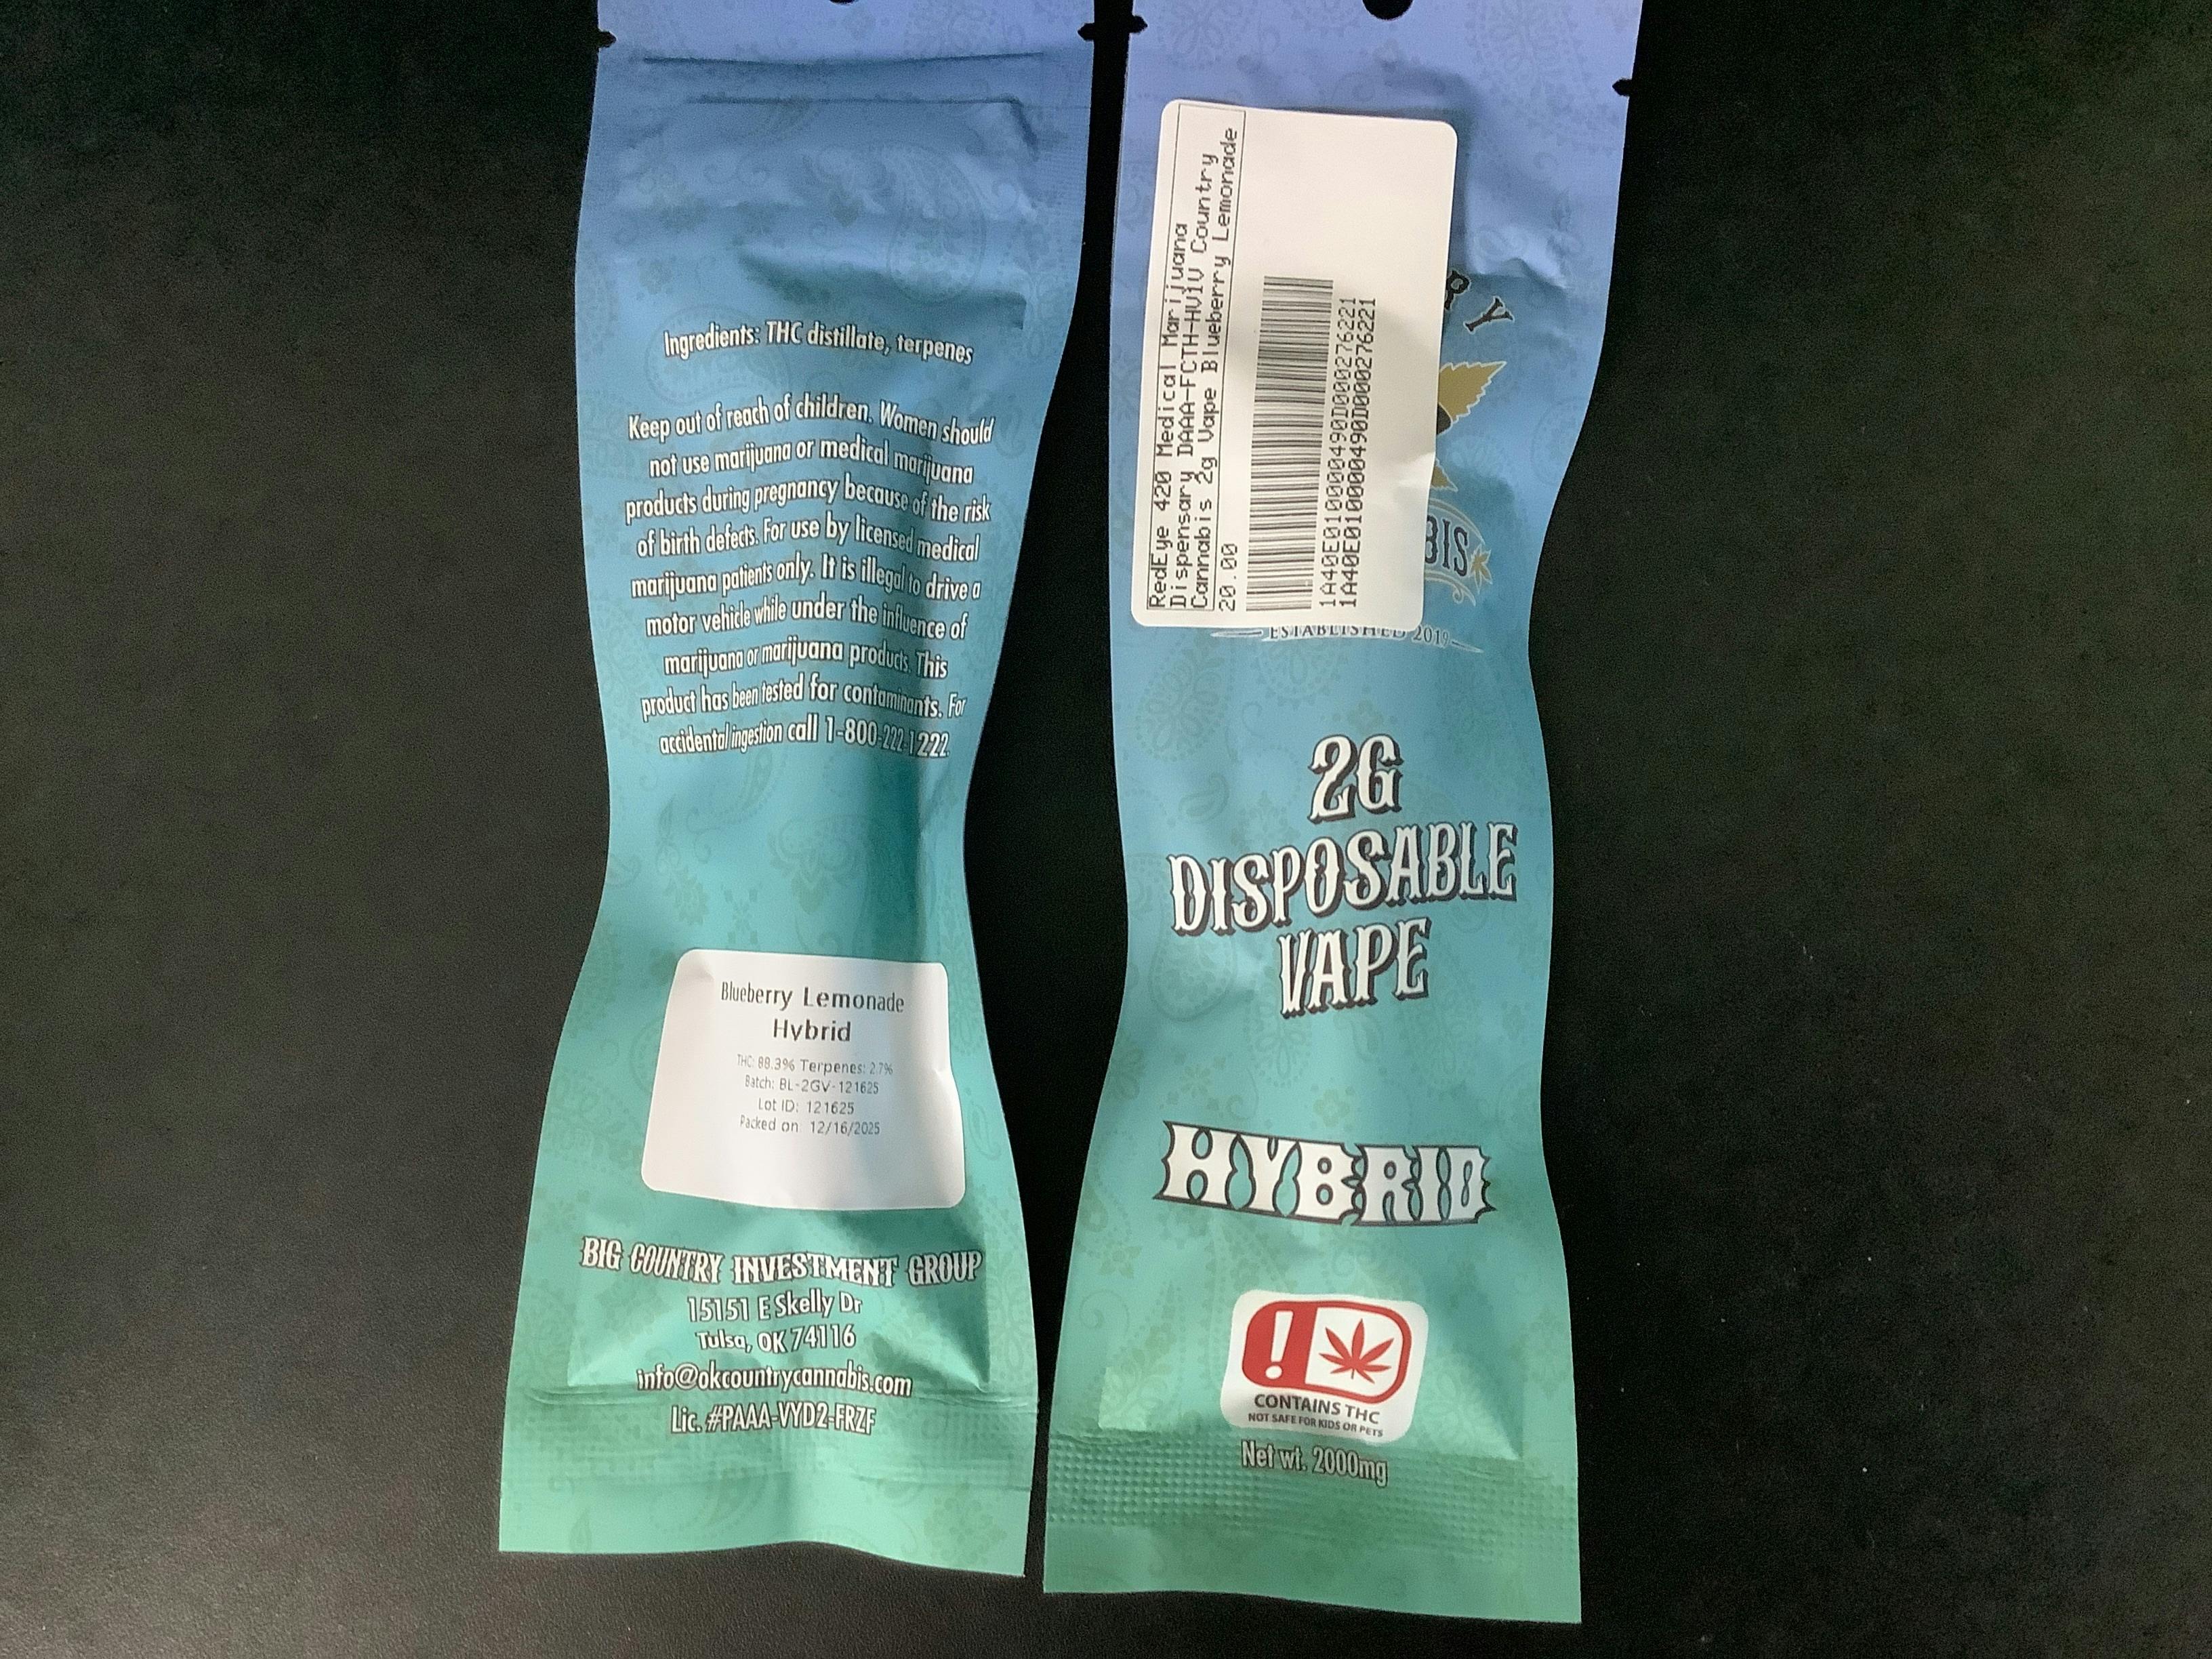 Ingredients: THC distillate, terpenes
Keep out of reach of children. Women should
not use marijuana or medical marijuana
products during pregnancy because of the risk
of birth defects. For use by licensed medical
marijuana patients only. It is illegal to drive a
motor vehicle while under the influence of
marijuana or marijuana products. This
product has been tested for contaminants. For
accidental ingestion call 1-800-222-1222
Blueberry Lemonade
Hybrid
THC: 88.3% Terpenes: 2.7%
Batch: BL-2GV-121625
Lot ID: 121625
Packed on: 12/16/2025
BIG COUNTRY INVESTMENT GROUP
15151 E Skelly Dr
Tulsa, OK 74116
info@okcountrycannabis.com
Lic. #PAAA-VYD2-FRZF
RedEye 420 Medical Marijuana
Dispensary DAAA-FCTH-HV1V Country
Cannabis 2g Vape Blueberry Lemonade
20.00
1A40E0100000490D000276221
1A40E0100000490D000276221
RY
BIS
ESTABLISHED 2019
2G
DISPOSABLE
VAPE
HYBRID
!
CONTAINS THC
NOT SAFE FOR KIDS OR PETS
Net wt. 2000mg